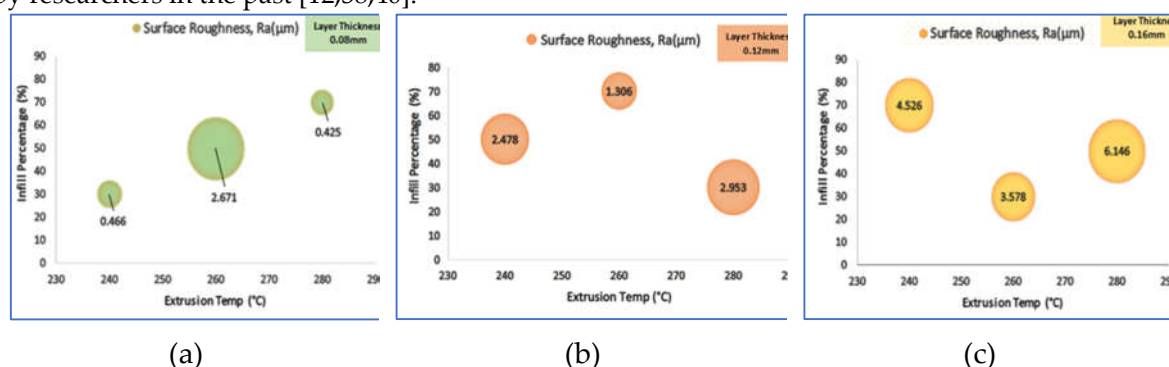 by researchers in the past [12,38,40].
Surface Roughness, Ra(µm)
Layer Thickness
0.08mm
Infill Percentage (%)
90
80
70
60
50
40
30
20
10
0
0.425
2.671
0.466
230 240 250 260 270 280 290
Extrusion Temp (°C)
(a)
Surface Roughness, Ra(µm)
Layer Thickness
0.12mm
Infill Percentage (%)
80
70
60
50
40
30
20
10
0
1.306
2.478
2.953
230 240 250 260 270 280
Extrusion Temp (°C)
(b)
Surface Roughness, Ra(µm)
Layer Thickness
0.16mm
Infill Percentage (%)
90
80
70
60
50
40
30
20
10
0
4.526
6.146
3.578
230 240 250 260 270 280
Extrusion Temp (°C)
(c)